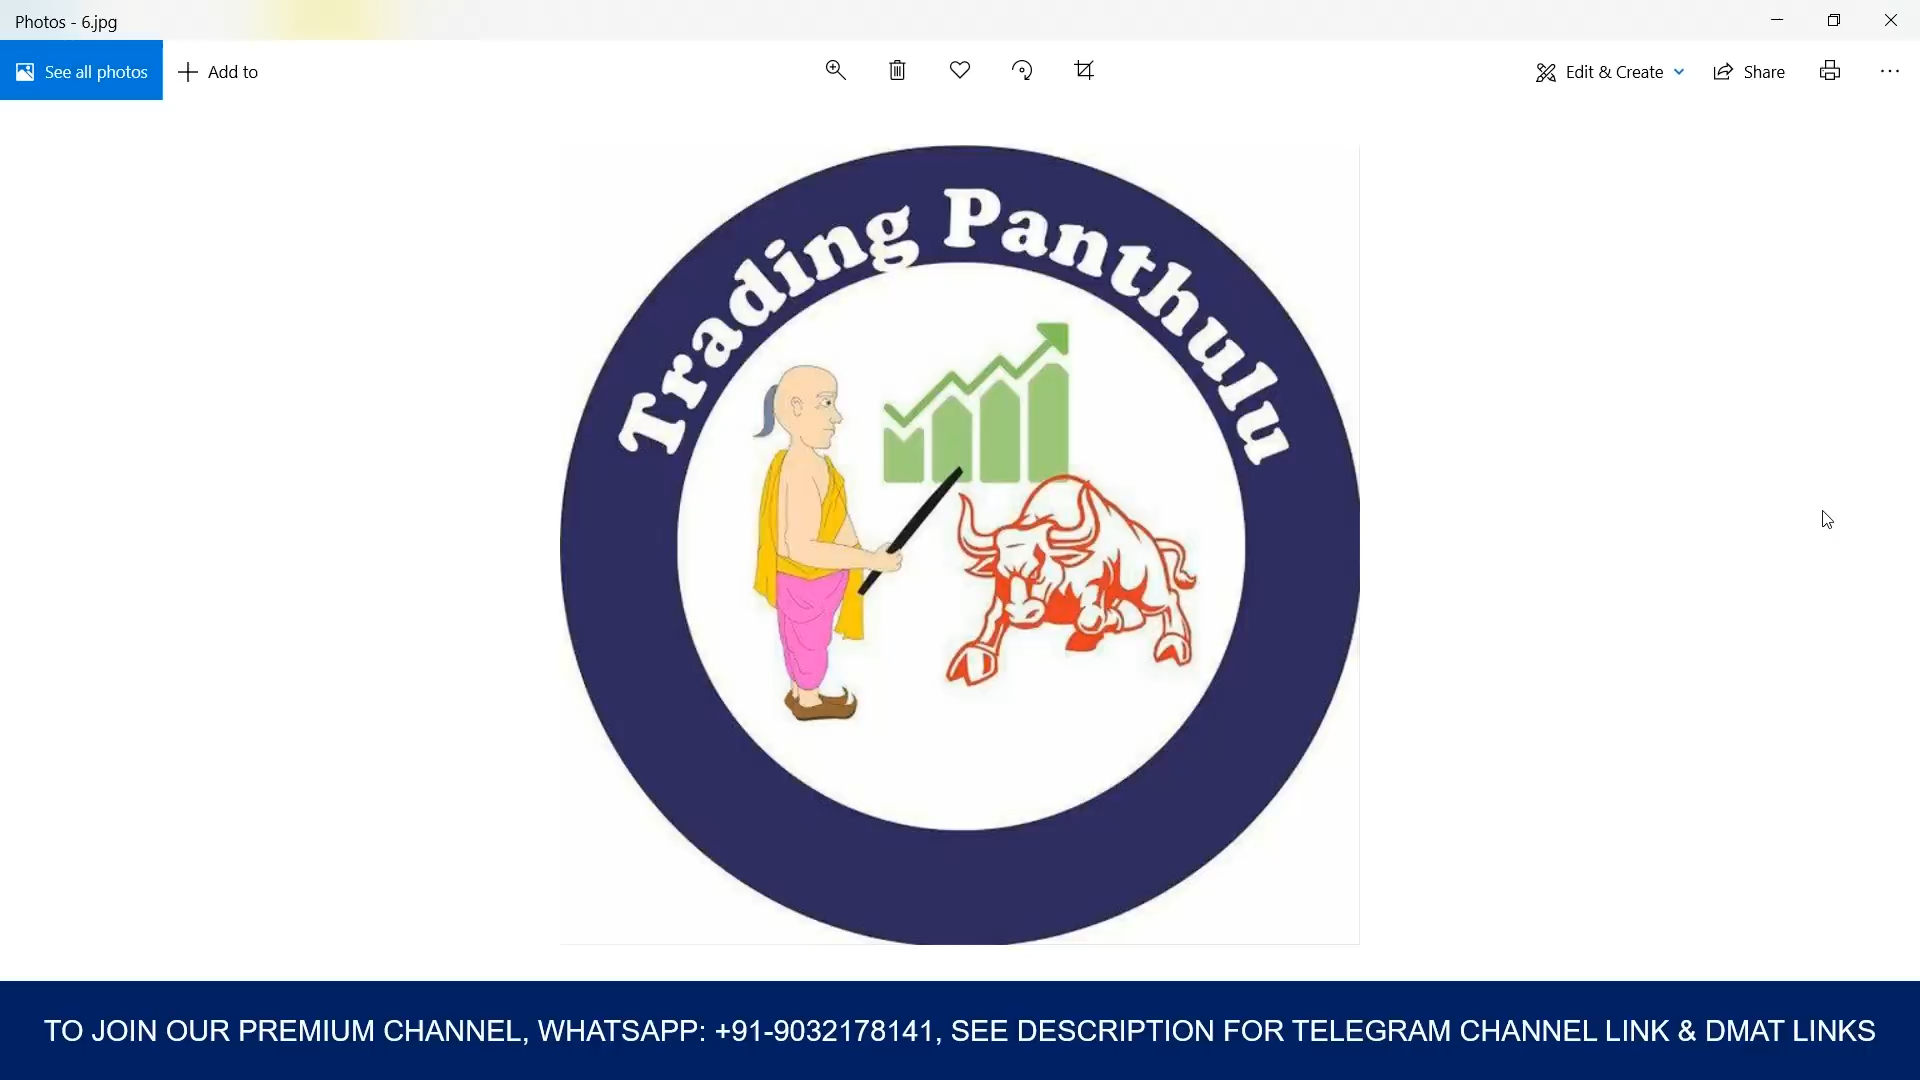 Photos - 6.jpg
See all photos
Add to
Edit & Create
Share
Trading Panthulu
TO JOIN OUR PREMIUM CHANNEL, WHATSAPP: +91-9032178141, SEE DESCRIPTION FOR TELEGRAM CHANNEL LINK & DMAT LINKS